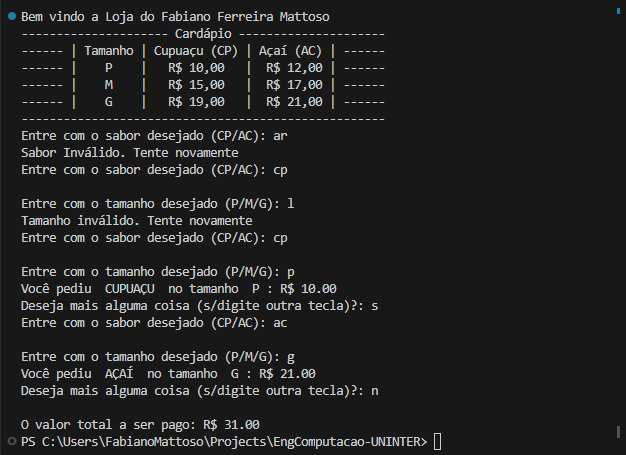 Bem vindo a Loja do Fabiano Ferreira Mattoso
--------------------- Cardápio ---------------------
------ | Tamanho | Cupuaçu (CP) | Açaí (AC) | ------
------ |    P    |   R$ 10,00   |  R$ 12,00 | ------
------ |    M    |   R$ 15,00   |  R$ 17,00 | ------
------ |    G    |   R$ 19,00   |  R$ 21,00 | ------
----------------------------------------------------
Entre com o sabor desejado (CP/AC): ar
Sabor Inválido. Tente novamente
Entre com o sabor desejado (CP/AC): cp

Entre com o tamanho desejado (P/M/G): l
Tamanho inválido. Tente novamente
Entre com o sabor desejado (CP/AC): cp

Entre com o tamanho desejado (P/M/G): p
Você pediu  CUPUAÇU  no tamanho  P : R$ 10.00
Deseja mais alguma coisa (s/digite outra tecla)?: s
Entre com o sabor desejado (CP/AC): ac

Entre com o tamanho desejado (P/M/G): g
Você pediu  AÇAÍ  no tamanho  G : R$ 21.00
Deseja mais alguma coisa (s/digite outra tecla)?: n

O valor total a ser pago: R$ 31.00
PS C:\Users\FabianoMattoso\Projects\EngComputacao-UNINTER>